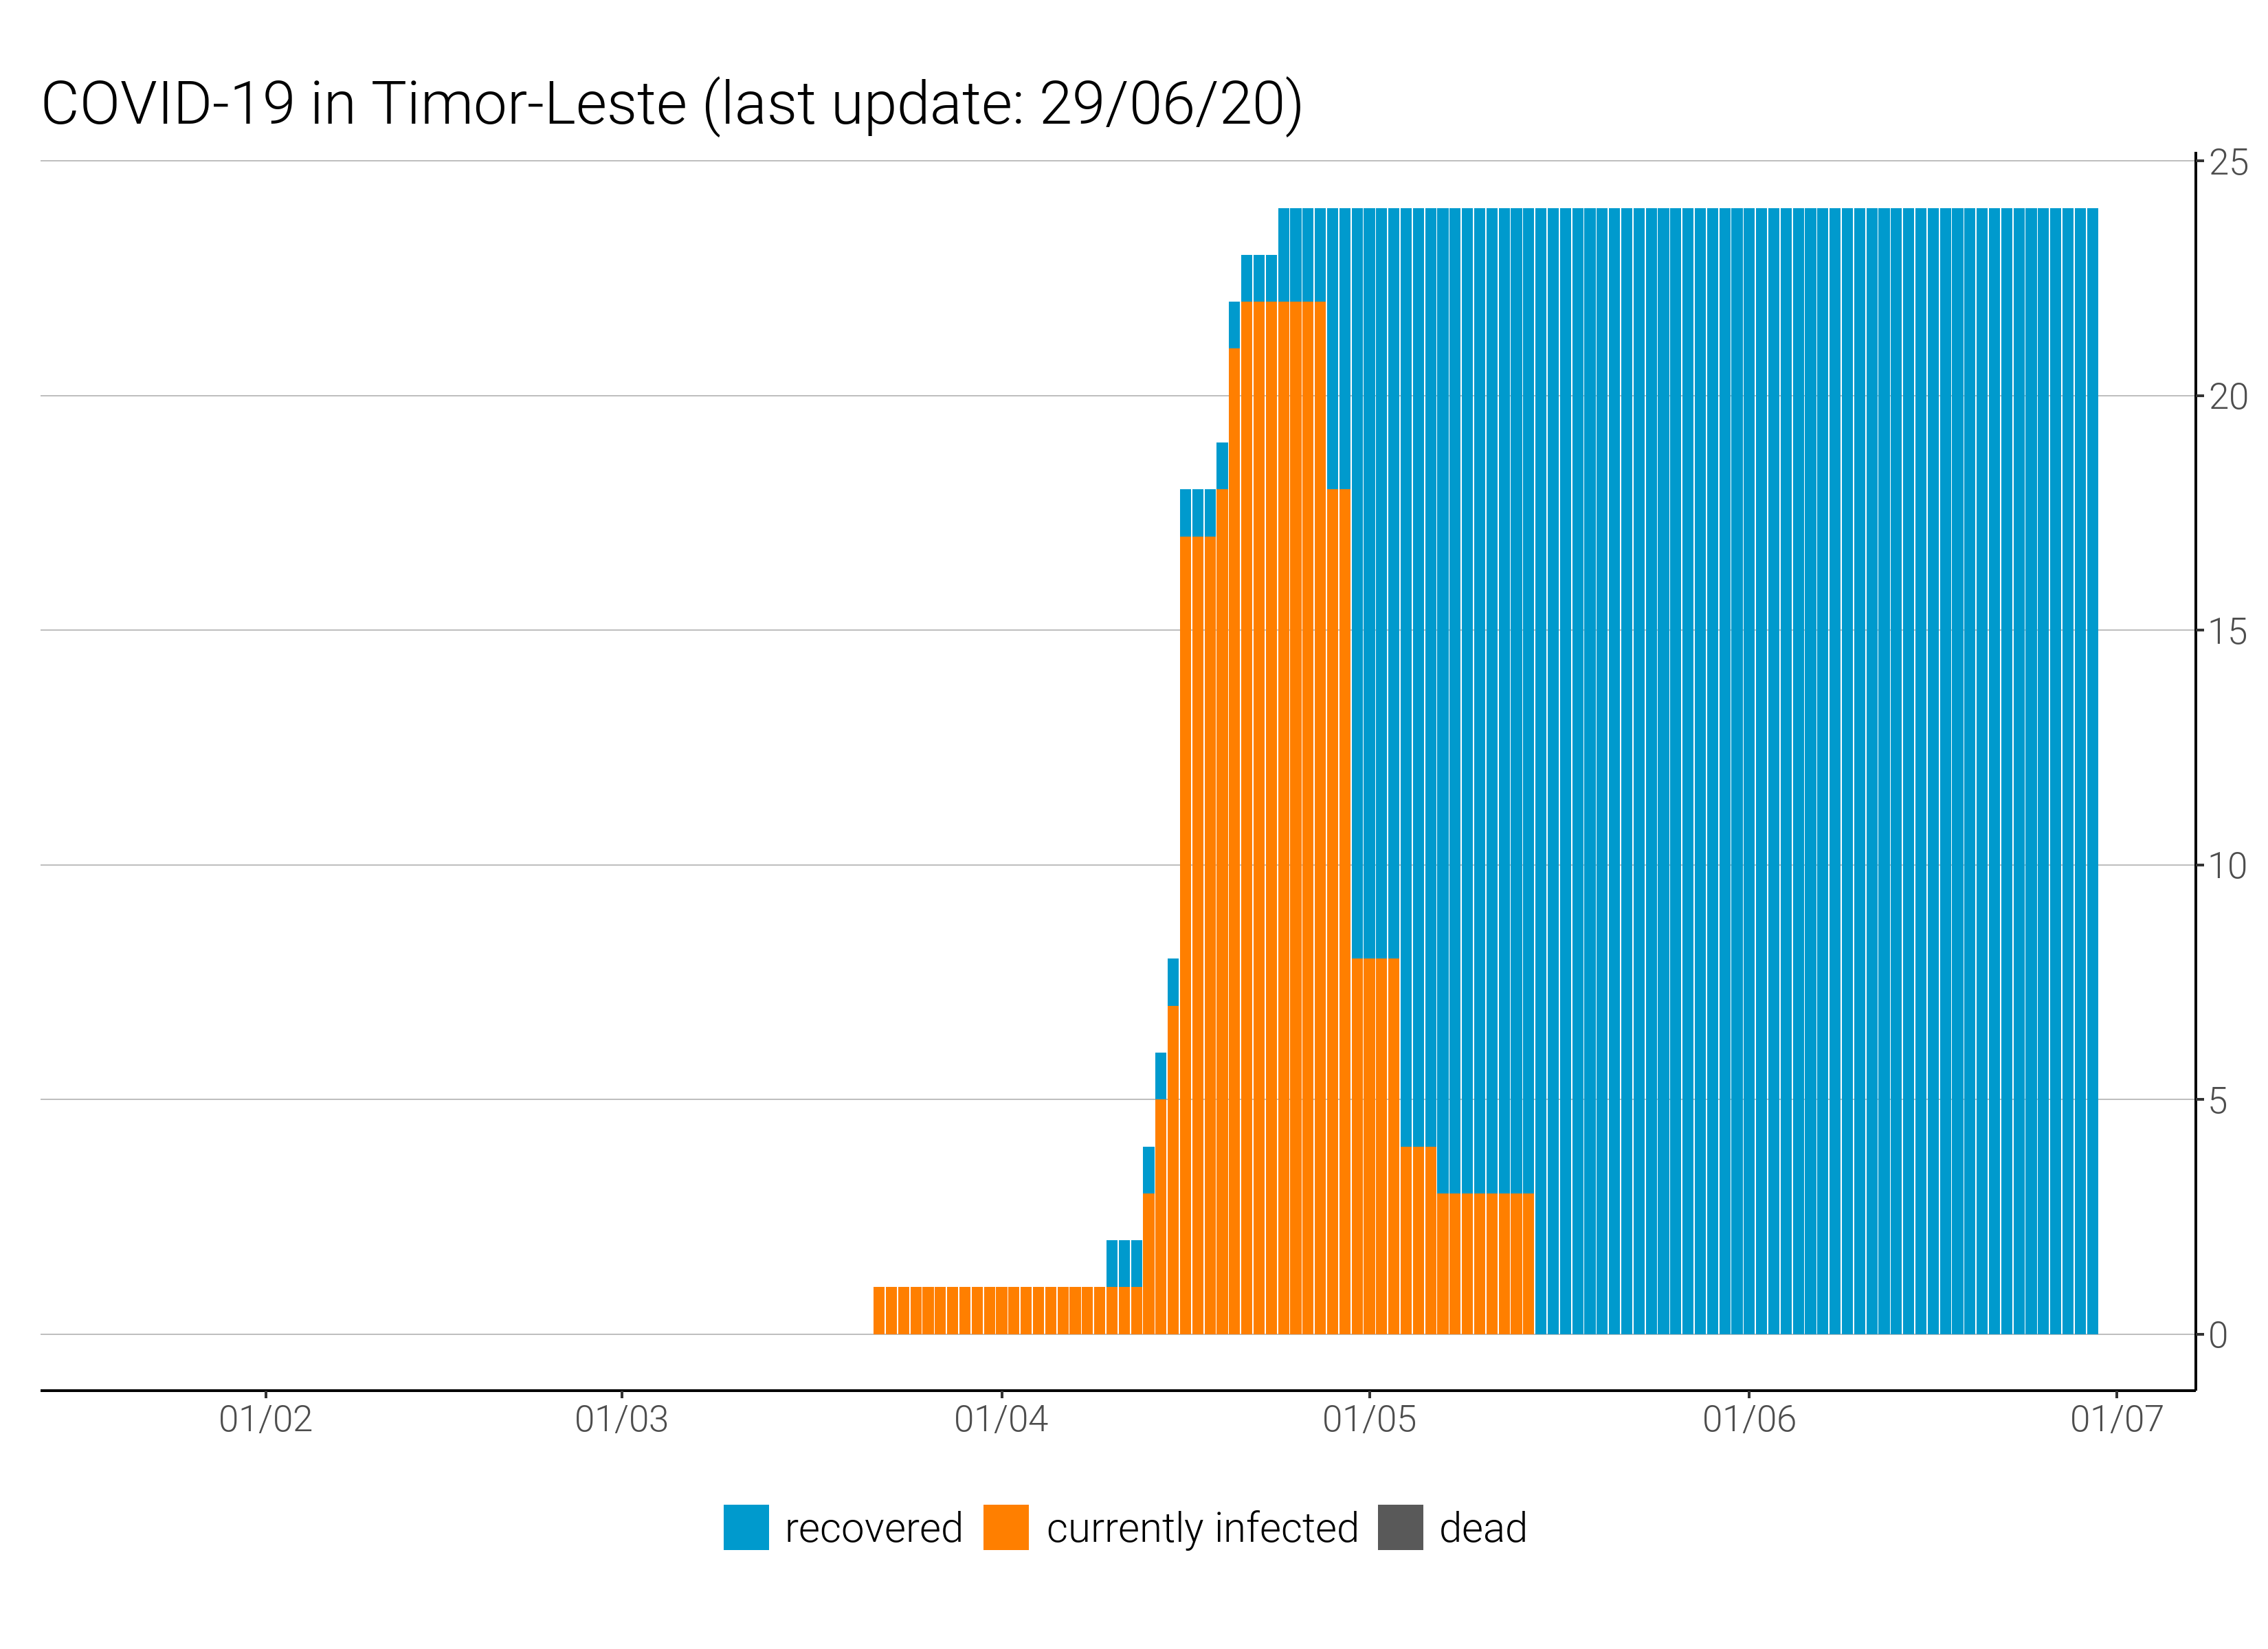 COVID-19 in Timor-Leste (last update: 29/06/20)
25
20
15
10
5
0
01/02 01/03 01/04 01/05 01/06 01/07
recovered currently infected dead